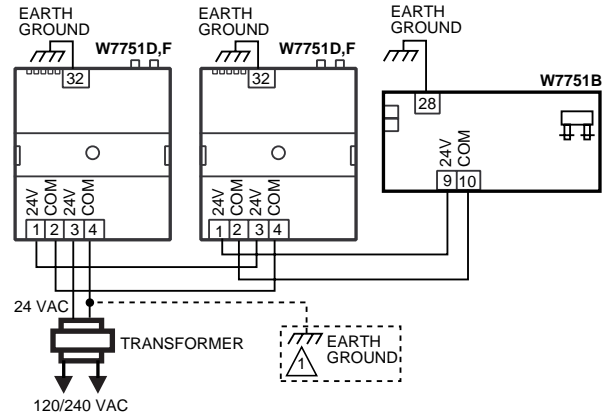 EARTH
GROUND
W7751D,F
32
24V
COM
24V
COM
1 2 3 4
EARTH
GROUND
W7751D,F
32
24V
COM
24V
COM
1 2 3 4
EARTH
GROUND
W7751B
28
24V
COM
9 10
24 VAC
TRANSFORMER
120/240 VAC
EARTH
GROUND
1